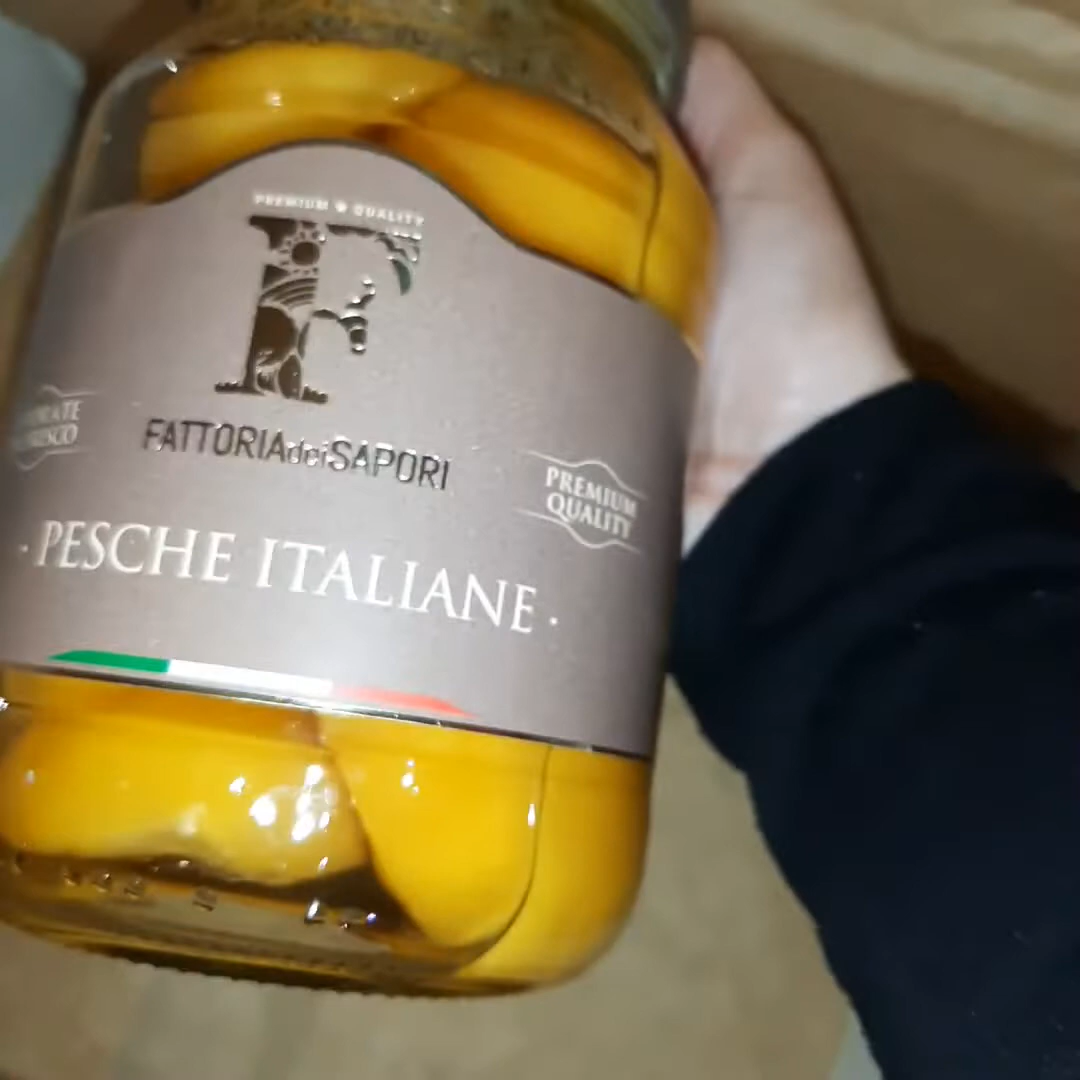 PREMIUM QUALITY
F
FATTORIAdeiSAPORI
PREMIUM
QUALITY
· PESCHE ITALIANE ·